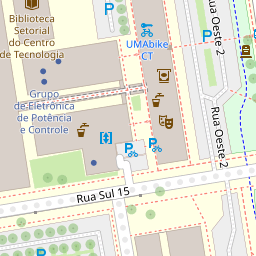 Biblioteca
Setorial
do Centro
de Tecnologia
UMAbike
CT
Rua Oeste 2
Grupo
de Eletrônica
de Potência
e Controle
Rua Oeste 2
Rua Sul 15
P
P
P
P
P
P